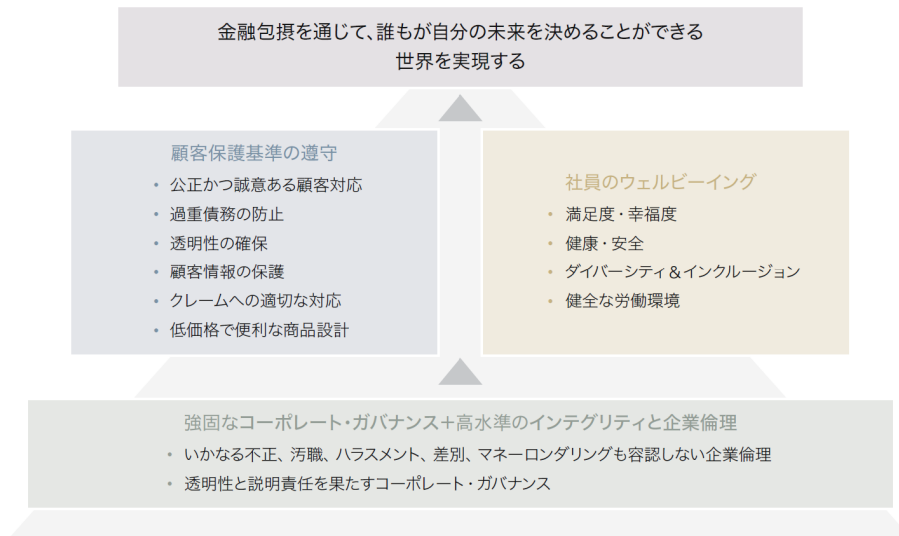 金融包摂を通じて、誰もが自分の未来を決めることができる
世界を実現する
顧客保護基準の遵守
• 公正かつ誠意ある顧客対応
• 過重債務の防止
• 透明性の確保
• 顧客情報の保護
• クレームへの適切な対応
• 低価格で便利な商品設計
社員のウェルビーイング
• 満足度・幸福度
• 健康・安全
• ダイバーシティ＆インクルージョン
• 健全な労働環境
強固なコーポレート・ガバナンス＋高水準のインテグリティと企業倫理
• いかなる不正、汚職、ハラスメント、差別、マネーロンダリングも容認しない企業倫理
• 透明性と説明責任を果たすコーポレート・ガバナンス